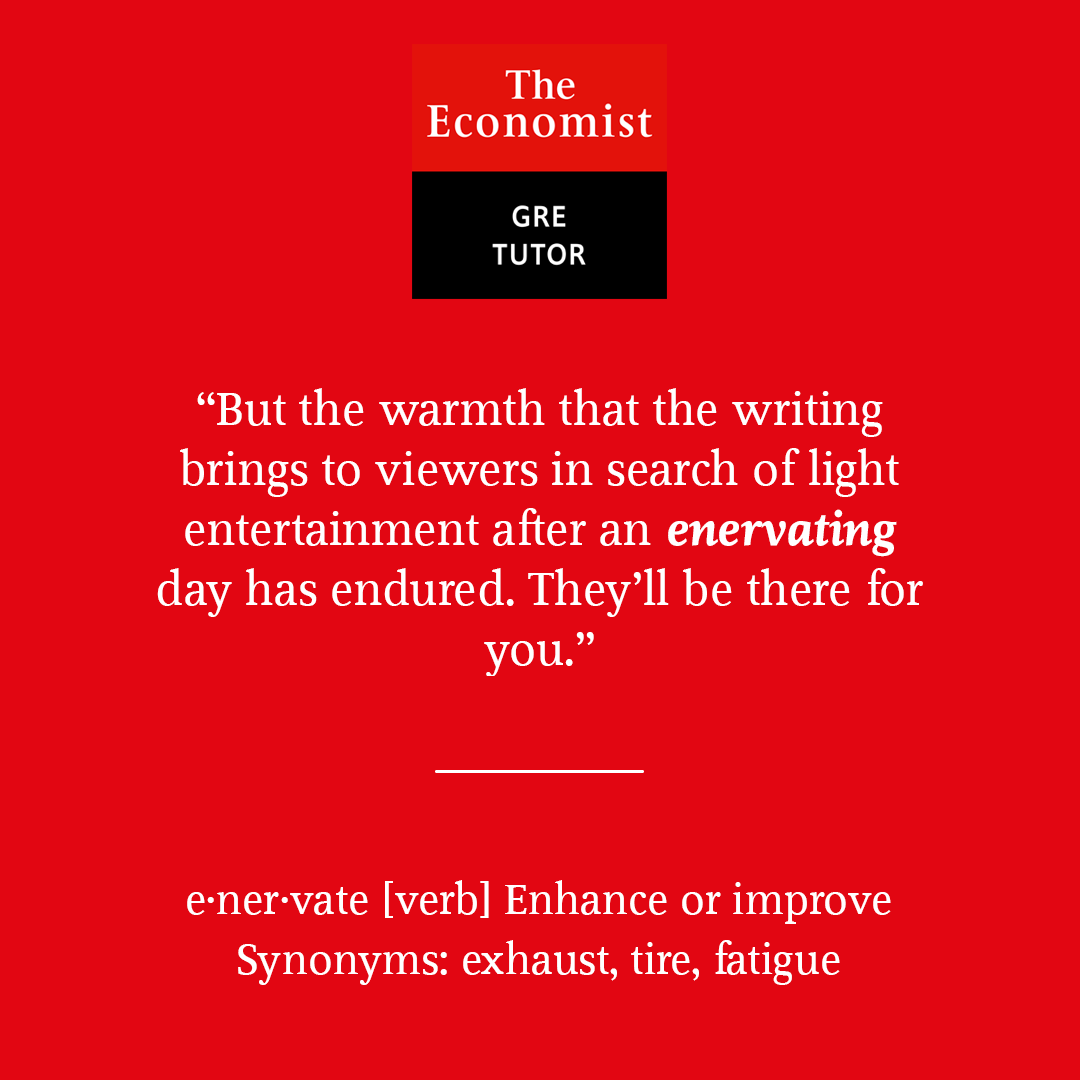 The
Economist
GRE
TUTOR
“But the warmth that the writing
brings to viewers in search of light
entertainment after an enervating
day has endured. They’ll be there for
you.”
e·ner·vate [verb] Enhance or improve
Synonyms: exhaust, tire, fatigue